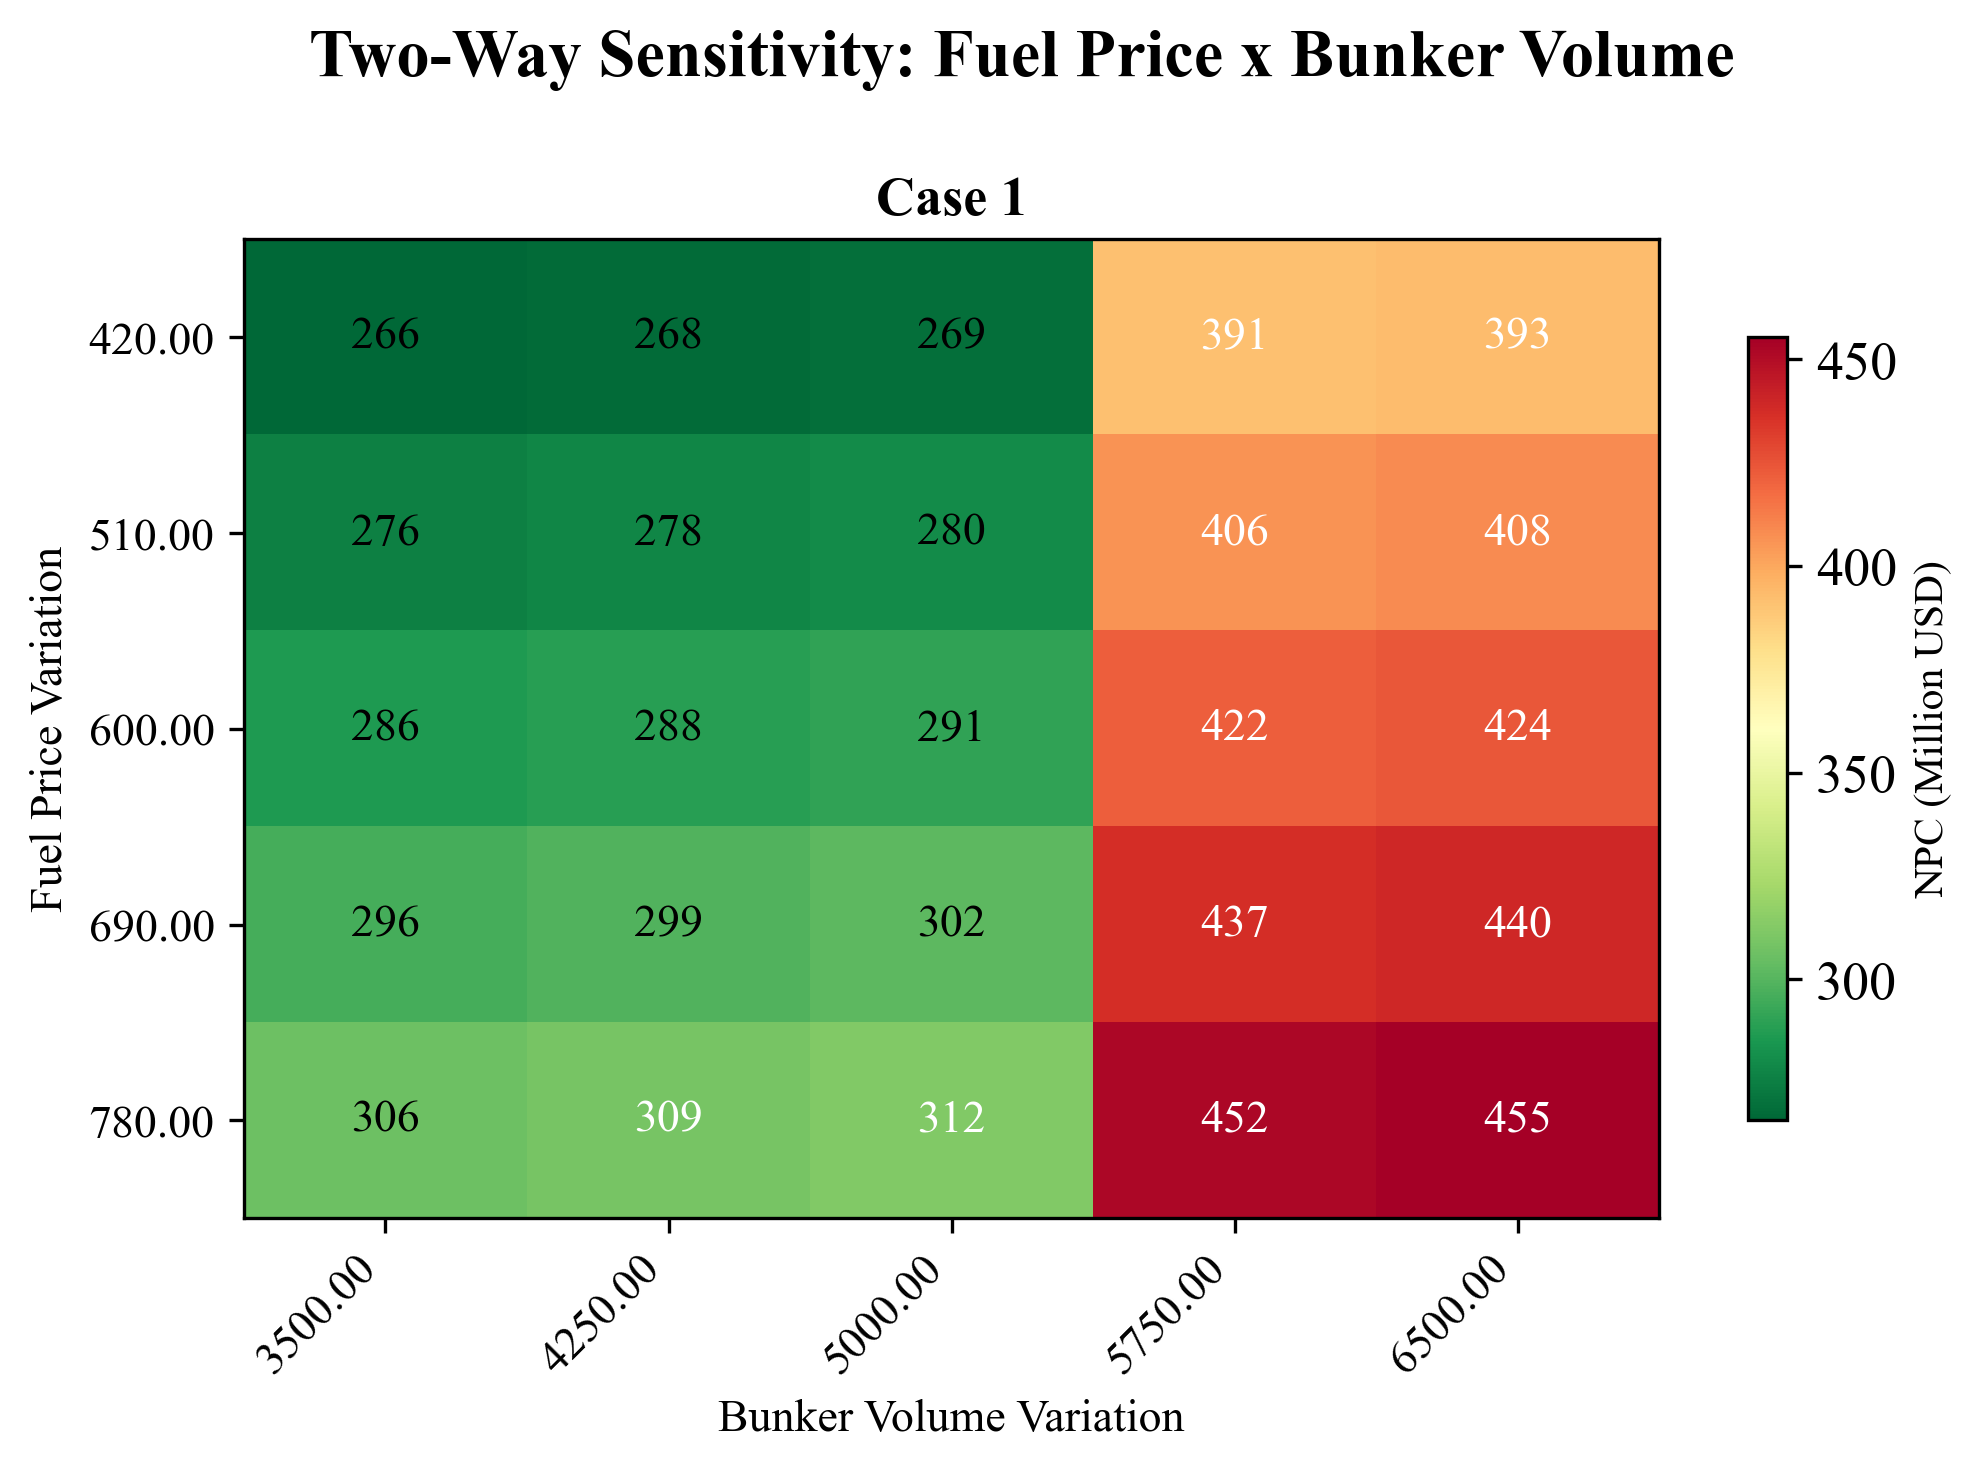 Two-Way Sensitivity: Fuel Price x Bunker Volume
Case 1
Fuel Price Variation
420.00 266 268 269 391 393
510.00 276 278 280 406 408
600.00 286 288 291 422 424
690.00 296 299 302 437 440
780.00 306 309 312 452 455
3500.00 4250.00 5000.00 5750.00 6500.00
Bunker Volume Variation
450
400
350
300
NPC (Million USD)